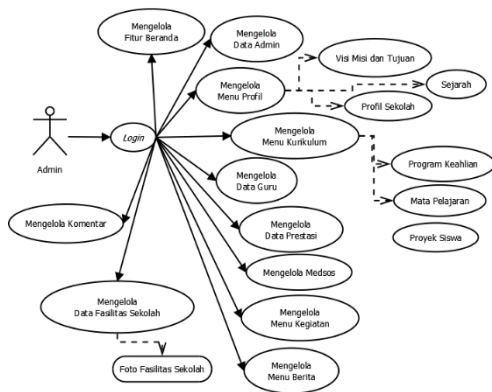 Mengelola
Fitur Beranda
Mengelola
Data Admin
Visi Misi dan Tujuan
Mengelola
Menu Profil
Sejarah
Profil Sekolah
Admin
Login
Mengelola
Menu Kurikulum
Program Keahlian
Mengelola
Data Guru
Mata Pelajaran
Mengelola Komentar
Mengelola
Data Prestasi
Proyek Siswa
Mengelola Medsos
Mengelola
Data Fasilitas Sekolah
Mengelola
Menu Kegiatan
Foto Fasilitas Sekolah
Mengelola
Menu Berita